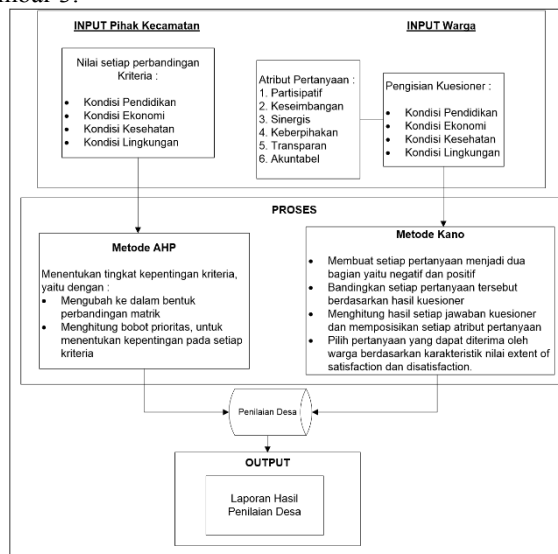 INPUT Pihak Kecamatan
Nilai setiap perbandingan
Kriteria :
• Kondisi Pendidikan
• Kondisi Ekonomi
• Kondisi Kesehatan
• Kondisi Lingkungan
INPUT Warga
Atribut Pertanyaan :
1. Partisipatif
2. Keseimbangan
3. Sinergis
4. Keberpihakan
5. Transparan
6. Akuntabel
Pengisian Kuesioner :
• Kondisi Pendidikan
• Kondisi Ekonomi
• Kondisi Kesehatan
• Kondisi Lingkungan
PROSES
Metode AHP
Menentukan tingkat kepentingan kriteria,
yaitu dengan :
• Mengubah ke dalam bentuk
perbandingan matrik
• Menghitung bobot prioritas, untuk
menentukan kepentingan pada setiap
kriteria
Metode Kano
• Membuat setiap pertanyaan menjadi dua
bagian yaitu negatif dan positif
• Bandingkan setiap pertanyaan tersebut
berdasarkan hasil kuesioner
• Menghitung hasil setiap jawaban kuesioner
dan memposisikan setiap atribut pertanyaan
• Pilih pertanyaan yang dapat diterima oleh
warga berdasarkan karakteristik nilai extent of
satisfaction dan disatisfaction.
Penilaian Desa
OUTPUT
Laporan Hasil
Penilaian Desa